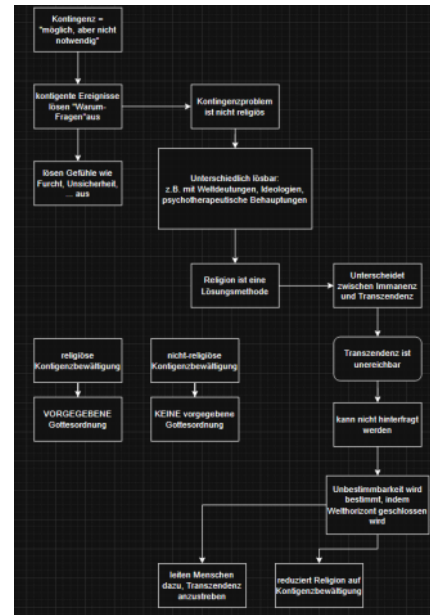 Kontingenz =
"möglich, aber nicht
notwendig"
kontigente Ereignisse
lösen "Warum-
Fragen"aus
Kontingenzproblem
ist nicht religiös
lösen Gefühle wie
Furcht, Unsicherheit,
... aus
Unterschiedlich lösbar:
z.B. mit Weltdeutungen, Ideologien,
psychotherapeutische Behauptungen
Religion ist eine
Lösungsmethode
Unterscheidet
zwischen Immanenz
und Transzendenz
religiöse
Kontigenzbewältigung
nicht-religiöse
Kontigenzbewältigung
Transzendenz ist
unereichbar
VORGEGEBENE
Gottesordnung
KEINE vorgegebene
Gottesordnung
kann nicht hinterfragt
werden
Unbestimmbarkeit wird
bestimmt, indem
Welthorizont geschlossen
wird
leiten Menschen
dazu, Transzendenz
anzustreben
reduziert Religion auf
Kontigenzbewältigung